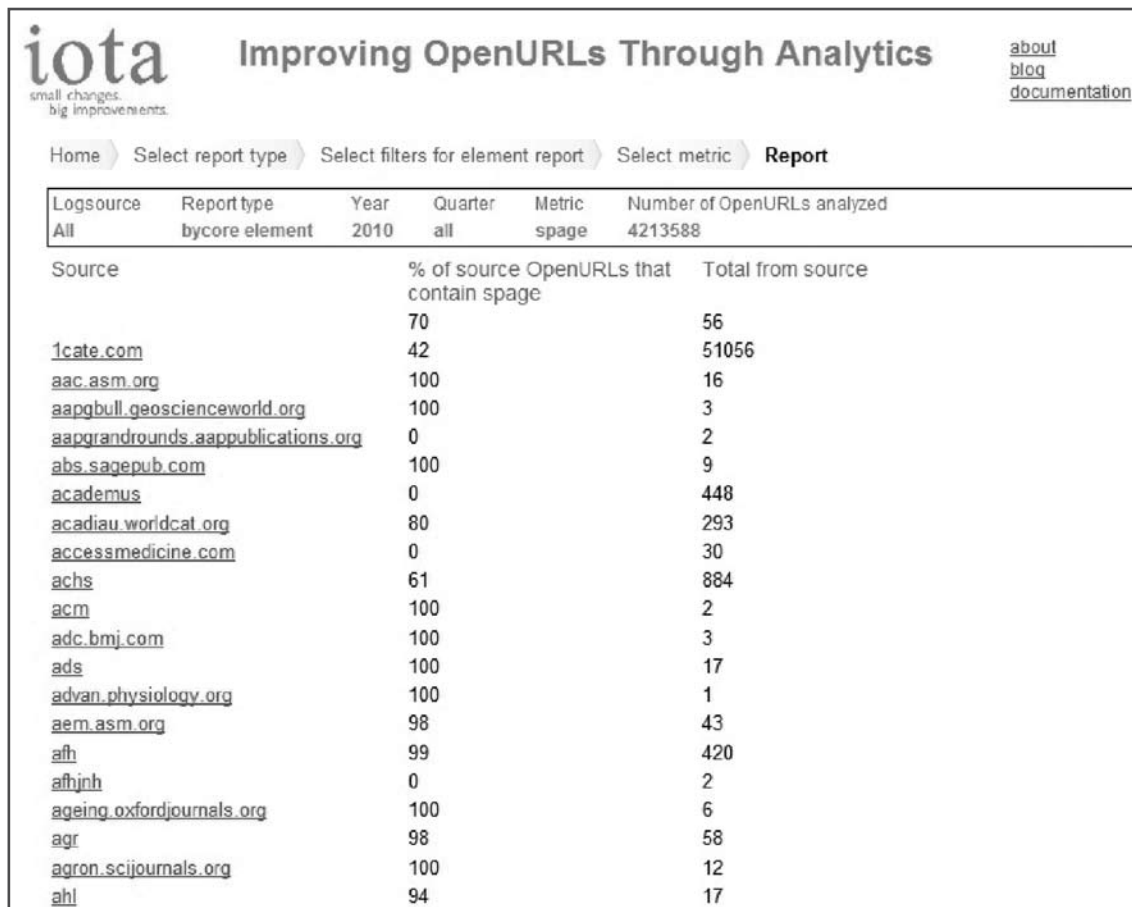 iota
small changes.
big improvements.
Improving OpenURLs Through Analytics
about
blog
documentation
Home Select report type Select filters for element report Select metric Report
Logsource Report type Year Quarter Metric Number of OpenURLs analyzed
All bycore element 2010 all spage 4213588
Source % of source OpenURLs that Total from source
contain spage
70 56
1cate.com 42 51056
aac.asm.org 100 16
aapgbull.geoscienceworld.org 100 3
aapgrandrounds.aappublications.org 0 2
abs.sagepub.com 100 9
academus 0 448
acadiau.worldcat.org 80 293
accessmedicine.com 0 30
achs 61 884
acm 100 2
adc.bmj.com 100 3
ads 100 17
advan.physiology.org 100 1
aem.asm.org 98 43
afh 99 420
afhjnh 0 2
ageing.oxfordjournals.org 100 6
agr 98 58
agron.scijournals.org 100 12
ahl 94 17